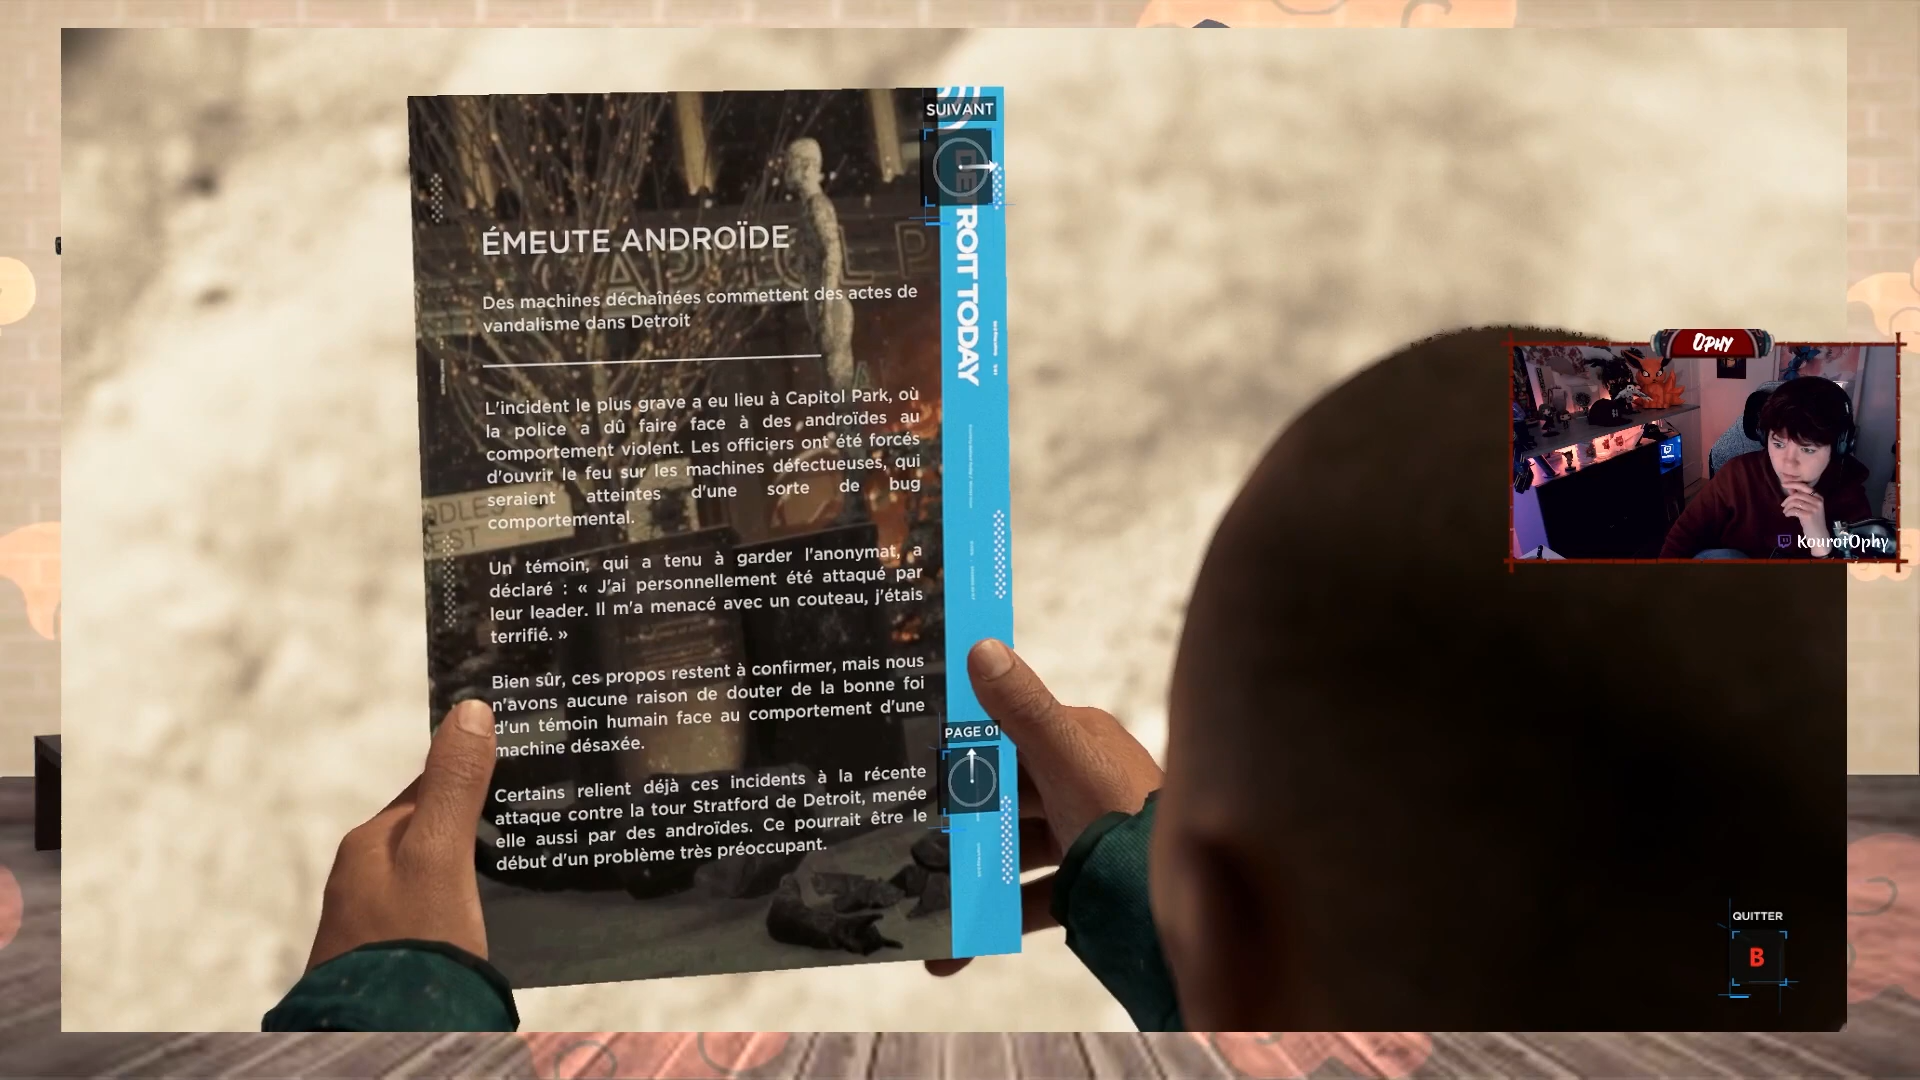 SUIVANT
DETROIT TODAY
ÉMEUTE ANDROÏDE
Des machines déchaînées commettent des actes de
vandalisme dans Detroit
L'incident le plus grave a eu lieu à Capitol Park, où
la police a dû faire face à des androïdes au
comportement violent. Les officiers ont été forcés
d'ouvrir le feu sur les machines défectueuses, qui
seraient atteintes d'une sorte de bug
comportemental.
Un témoin, qui a tenu à garder l'anonymat, a
déclaré : « J'ai personnellement été attaqué par
leur leader. Il m'a menacé avec un couteau, j'étais
terrifié. »
Bien sûr, ces propos restent à confirmer, mais nous
n'avons aucune raison de douter de la bonne foi
d'un témoin humain face au comportement d'une
machine désaxée.
Certains relient déjà ces incidents à la récente
attaque contre la tour Stratford de Detroit, menée
elle aussi par des androïdes. Ce pourrait être le
début d'un problème très préoccupant.
PAGE 01
OPHY
KouroiOphy
QUITTER
B